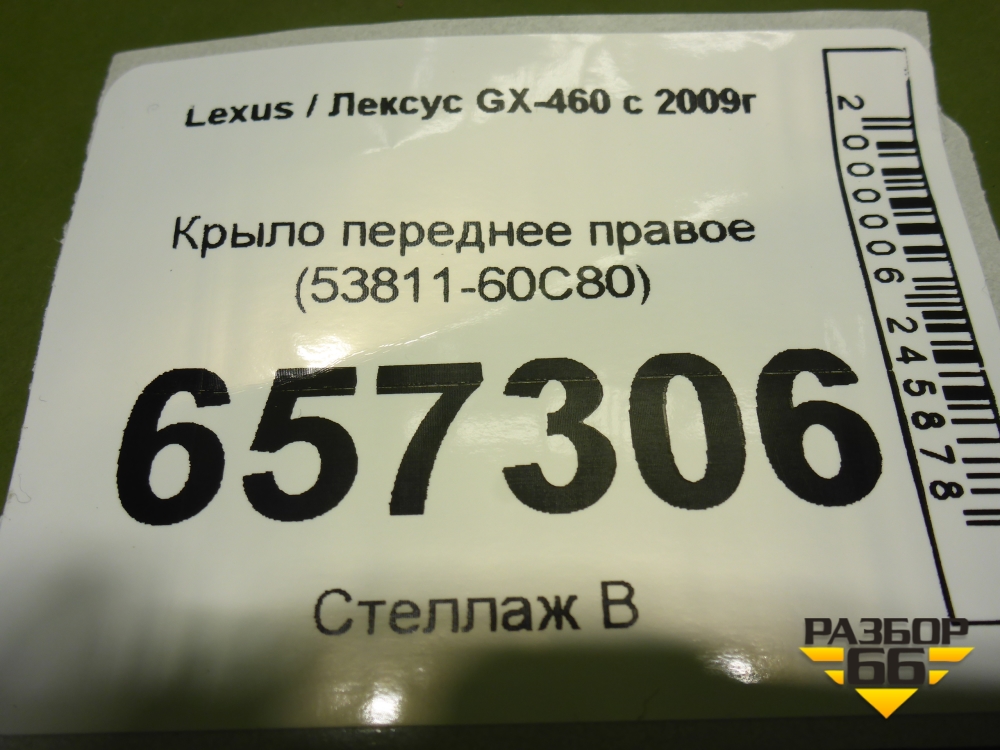 Lexus / Лексус GX-460 с 2009г
Крыло переднее правое
(53811-60C80)
657306
Стеллаж В
2000006245878
РАЗБОР
66